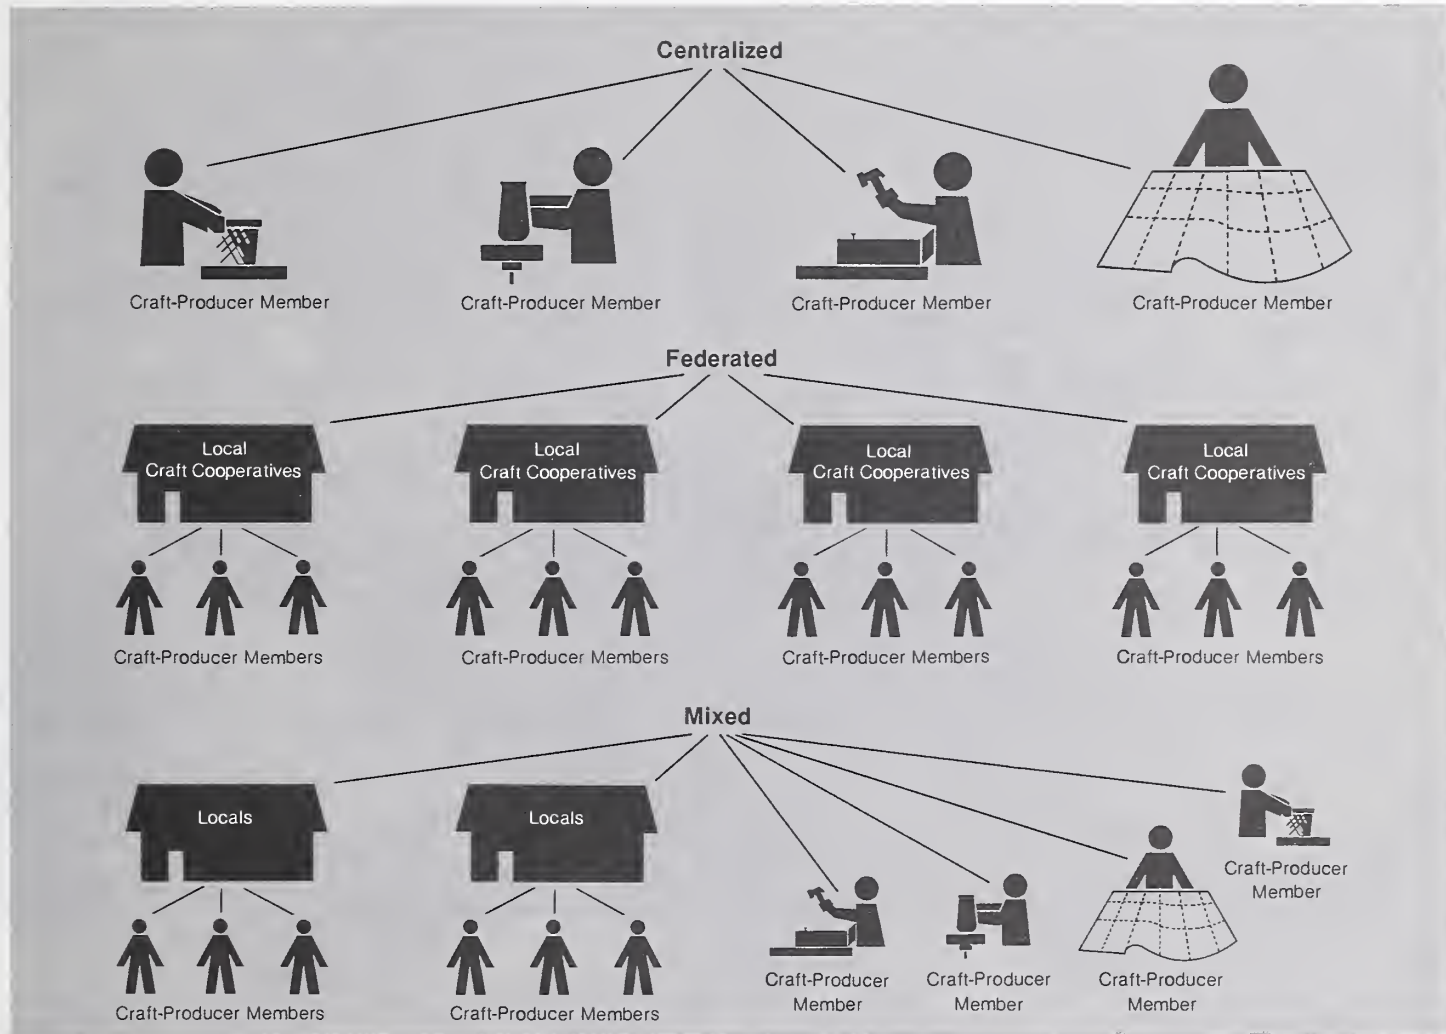 Centralized
Craft-Producer Member
Craft-Producer Member
Craft-Producer Member
Craft-Producer Member
Federated
Local
Craft Cooperatives
Local
Craft Cooperatives
Local
Craft Cooperatives
Local
Craft Cooperatives
Craft-Producer Members
Craft-Producer Members
Craft-Producer Members
Craft-Producer Members
Mixed
Locals
Locals
Craft-Producer Members
Craft-Producer Members
Craft-Producer
Member
Craft-Producer
Member
Craft-Producer
Member
Craft-Producer
Member